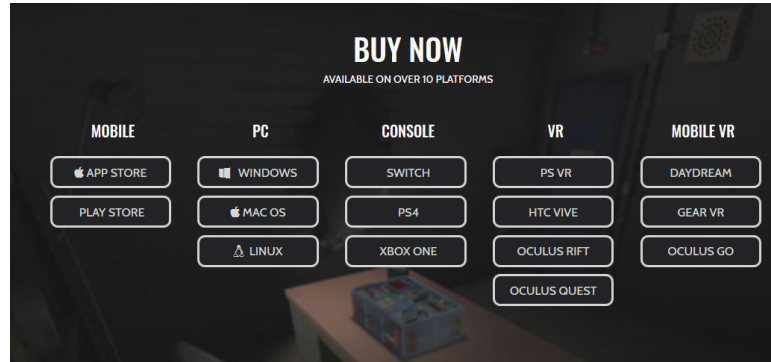 BUY NOW
AVAILABLE ON OVER 10 PLATFORMS
MOBILE PC CONSOLE VR MOBILE VR
APP STORE WINDOWS SWITCH PS VR DAYDREAM
PLAY STORE MAC OS PS4 HTC VIVE GEAR VR
LINUX XBOX ONE OCULUS RIFT OCULUS GO
OCULUS QUEST